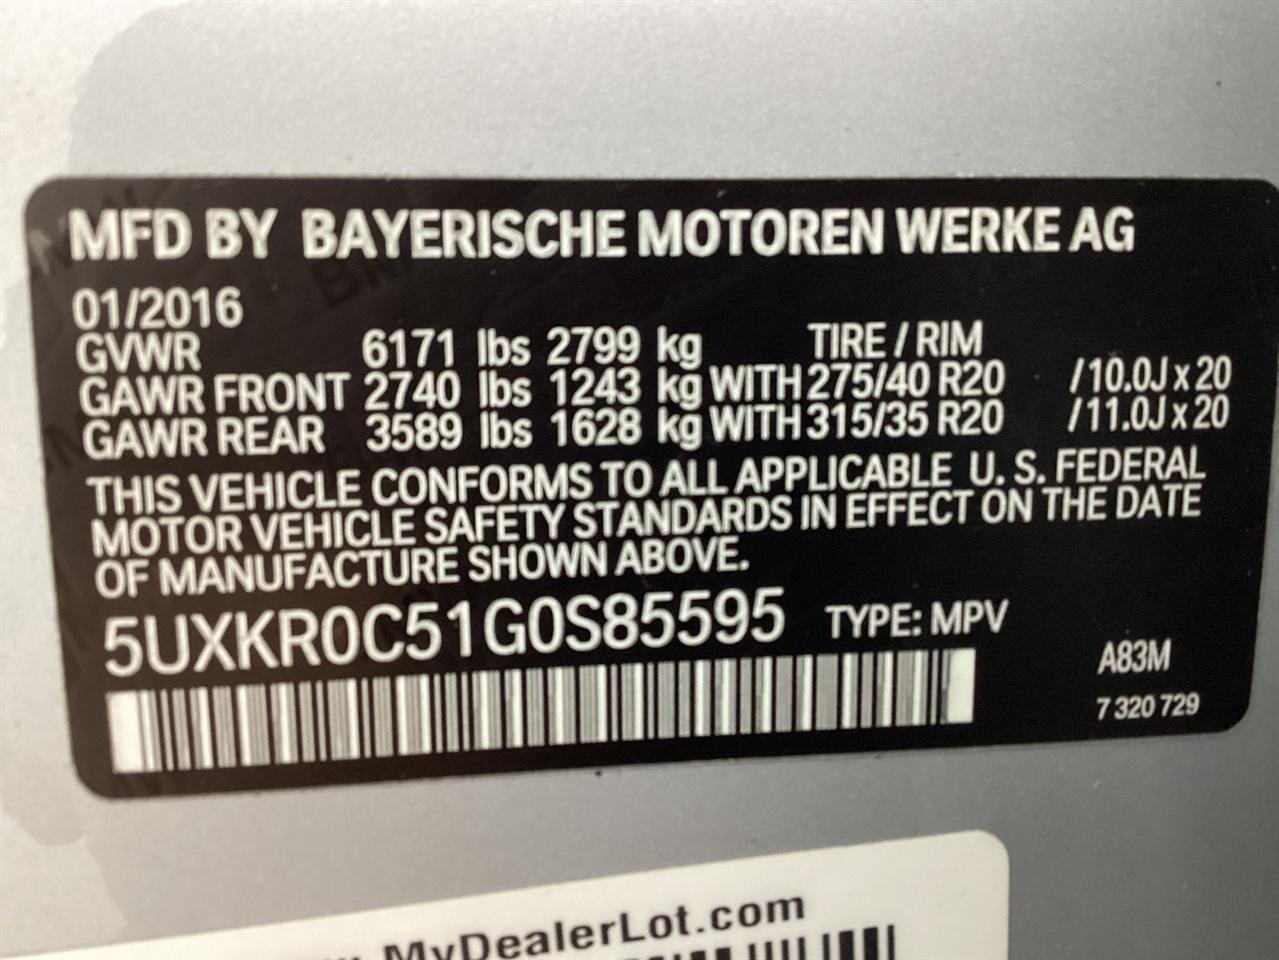 MFD BY BAYERISCHE MOTOREN WERKE AG
01/2016
GVWR 6171 lbs 2799 kg TIRE / RIM
GAWR FRONT 2740 lbs 1243 kg WITH 275/40 R20 /10.0J x 20
GAWR REAR 3589 lbs 1628 kg WITH 315/35 R20 /11.0J x 20
THIS VEHICLE CONFORMS TO ALL APPLICABLE U. S. FEDERAL
MOTOR VEHICLE SAFETY STANDARDS IN EFFECT ON THE DATE
OF MANUFACTURE SHOWN ABOVE.
5UXKR0C51G0S85595 TYPE: MPV
A83M
7 320 729
MyDealerLot.com